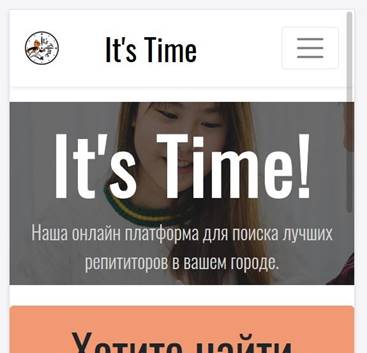 It's Time
It's Time!
Наша онлайн платформа для поиска лучших
репититоров в вашем городе.
Хотите найти